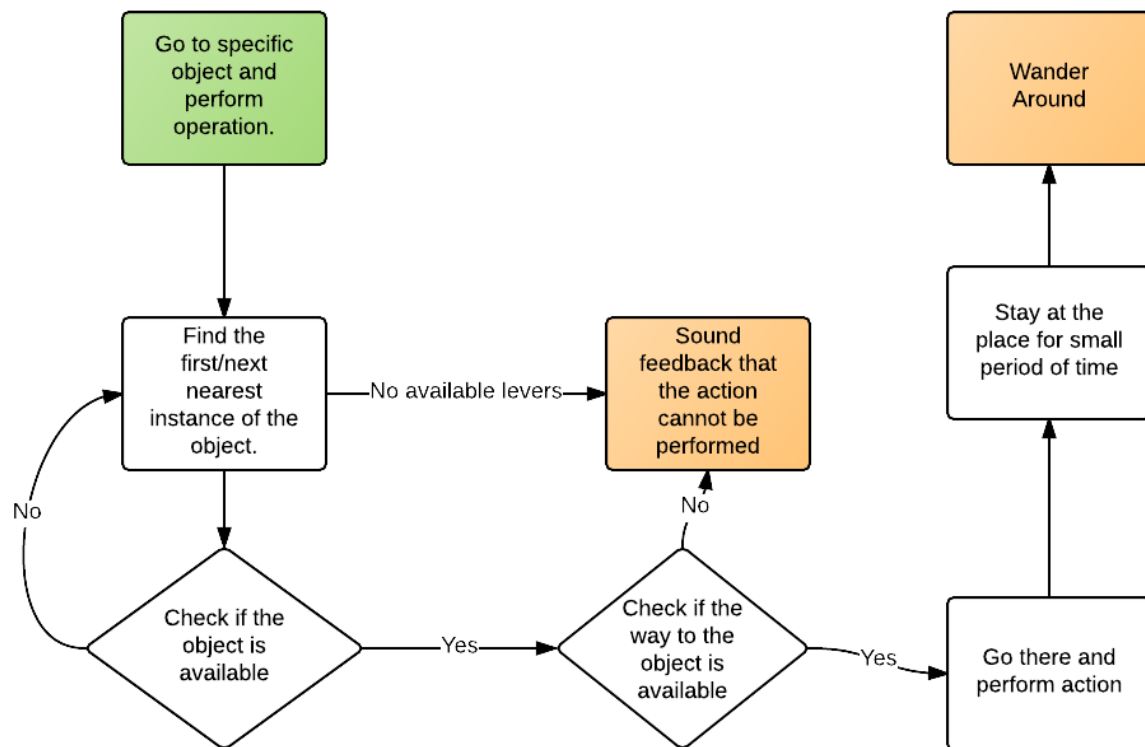 Go to specific
object and
perform
operation.
Wander
Around
Find the
first/next
nearest
instance of the
object.
No available levers
Sound
feedback that
the action
cannot be
performed
Stay at the
place for small
period of time
No
No
Check if the
object is
available
Yes
Check if the
way to the
object is
available
Yes
Go there and
perform action